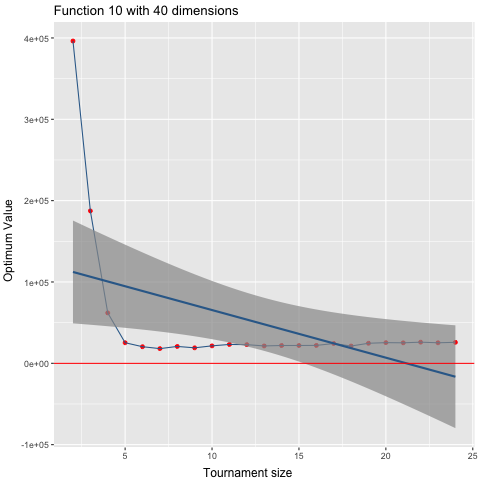 Function 10 with 40 dimensions
4e+05
3e+05
2e+05
1e+05
0e+00
-1e+05
Optimum Value
5
10
15
20
25
Tournament size